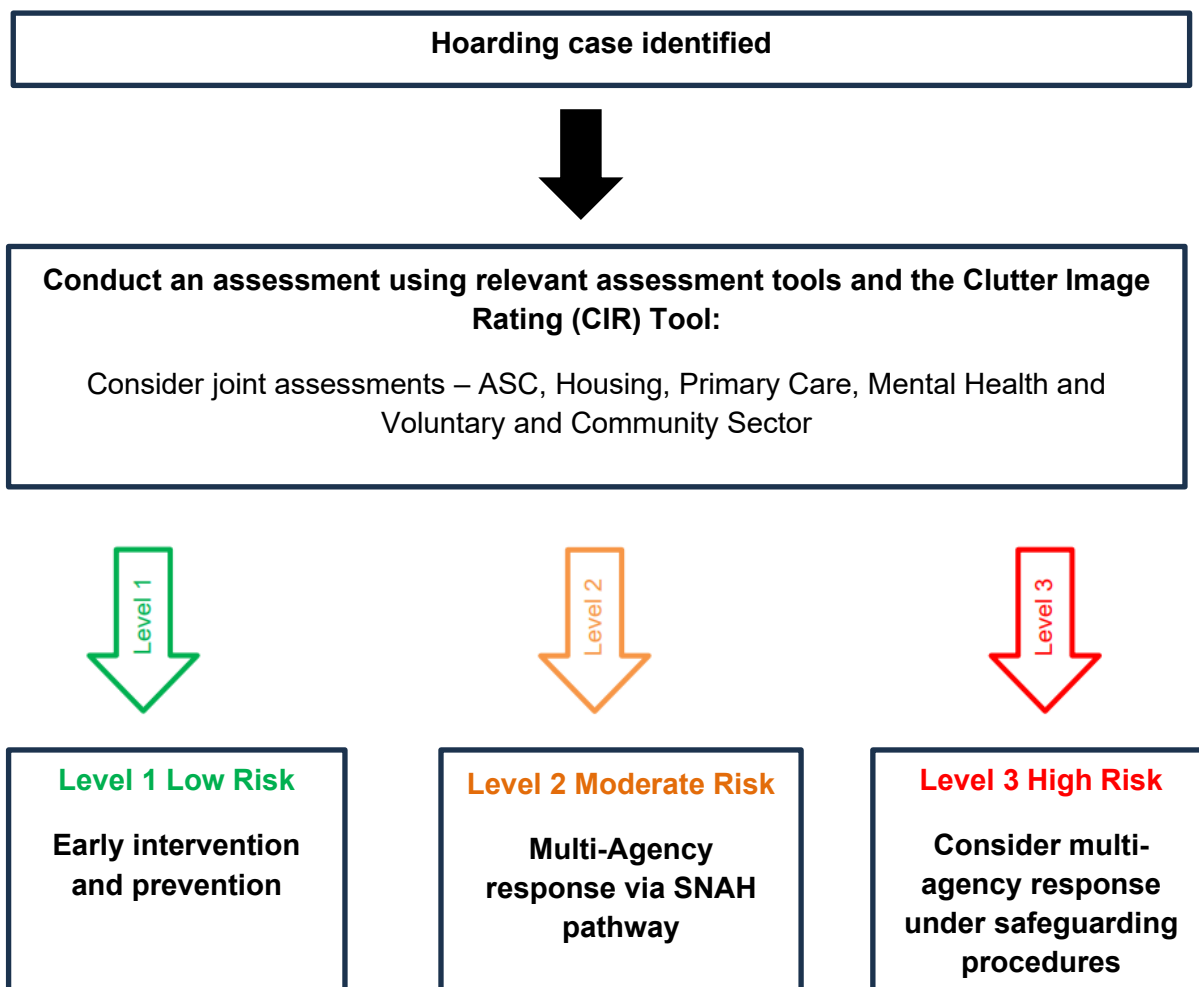 Hoarding case identified
Conduct an assessment using relevant assessment tools and the Clutter Image
Rating (CIR) Tool:
Consider joint assessments – ASC, Housing, Primary Care, Mental Health and
Voluntary and Community Sector
Level 1
Level 2
Level 3
Level 1 Low Risk
Early intervention
and prevention
Level 2 Moderate Risk
Multi-Agency
response via SNAH
pathway
Level 3 High Risk
Consider multi-
agency response
under safeguarding
procedures